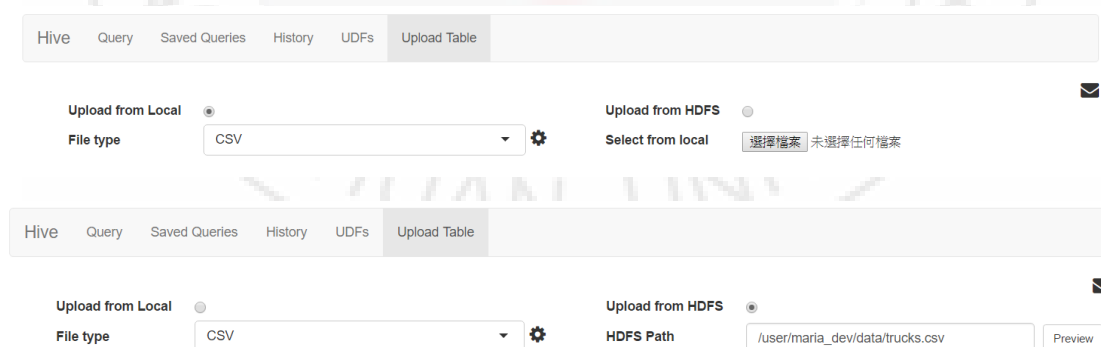 Hive Query Saved Queries History UDFs Upload Table
Upload from Local Upload from HDFS
File type CSV Select from local 選擇檔案 未選擇任何檔案
Hive Query Saved Queries History UDFs Upload Table
Upload from Local Upload from HDFS
File type CSV HDFS Path /user/maria_dev/data/trucks.csv Preview